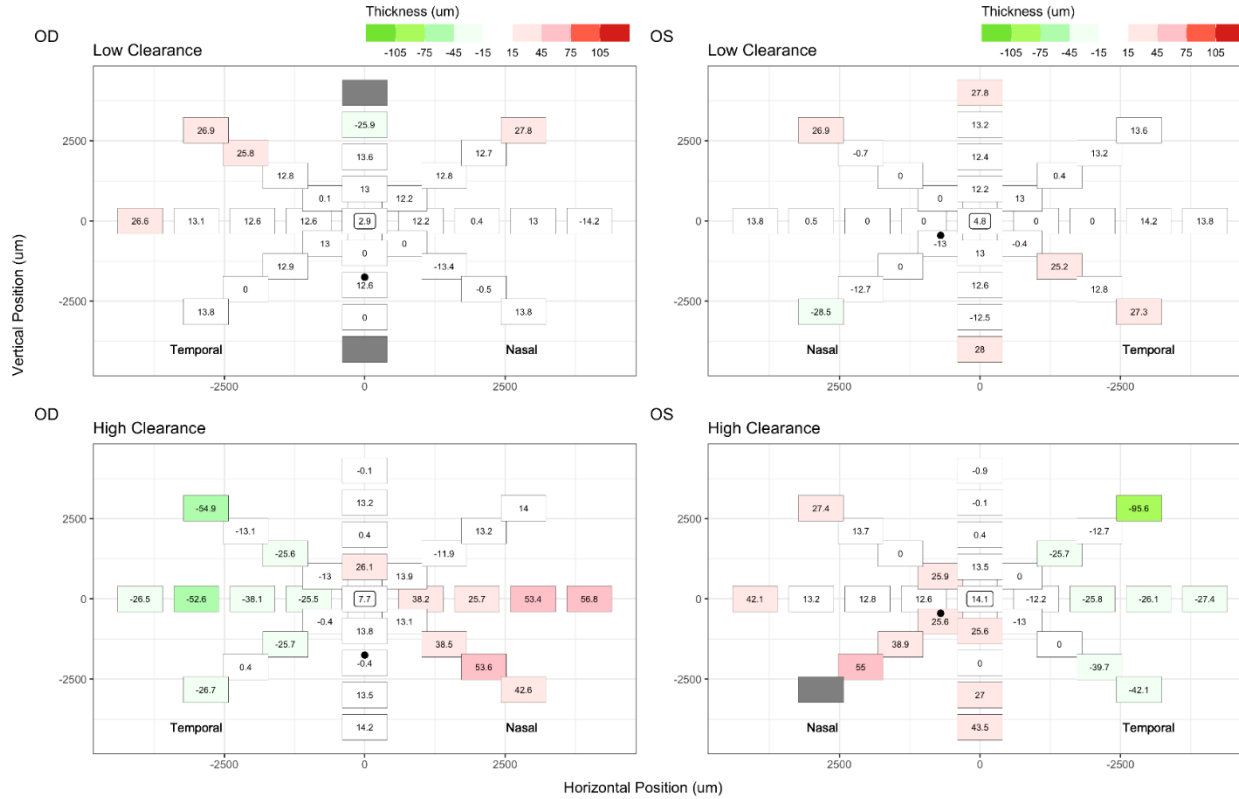 Thickness (um)
-105 -75 -45 -15 15 45 75 105
Thickness (um)
-105 -75 -45 -15 15 45 75 105
OD
Low Clearance
OS
Low Clearance
Vertical Position (um)
-25.9
26.9 27.8
2500
25.8 13.6 12.7
12.8 12.8
0.1 13 12.2
0 26.6 13.1 12.6 12.6 2.9 12.2 0.4 13 -14.2
13 0 0
12.9 -13.4
0 12.6 -0.5
-2500
13.8 0 13.8
Temporal Nasal
-2500 0 2500
27.8
13.2
26.9 13.6
2500
-0.7 12.4 13.2
0 0.4
0 12.2 13
0 13.8 0.5 0 0 4.8 0 0 14.2 13.8
-13 13 -0.4
0 25.2
-12.7 12.6 12.8
-2500
-28.5 -12.5 27.3
28
Nasal Temporal
2500 0 -2500
OD
High Clearance
OS
High Clearance
-0.1
13.2
-54.9 14
2500
-13.1 0.4 13.2
-25.6 -11.9
-13 26.1 13.9
0 -26.5 -52.6 -38.1 -25.5 7.7 38.2 25.7 53.4 56.8
-0.4 13.8 13.1
-25.7 38.5
0.4 -0.4 53.6
-2500
-26.7 13.5 42.6
14.2
Temporal Nasal
-2500 0 2500
-0.9
-0.1
27.4 -95.6
2500
13.7 0.4 -12.7
0 -25.7
25.9 13.5 0
0 42.1 13.2 12.8 12.6 14.1 -12.2 -25.8 -26.1 -27.4
25.6 25.6 -13
38.9 0
55 0 -39.7
-2500
27 -42.1
43.5
Nasal Temporal
2500 0 -2500
Horizontal Position (um)